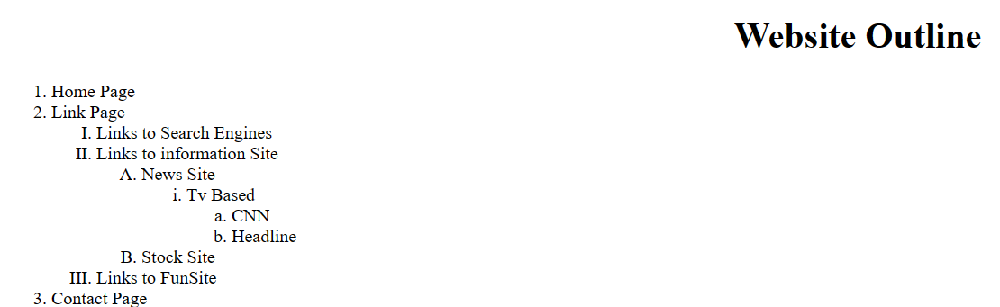 Website Outline
1. Home Page
2. Link Page
I. Links to Search Engines
II. Links to information Site
A. News Site
i. Tv Based
a. CNN
b. Headline
B. Stock Site
III. Links to FunSite
3. Contact Page